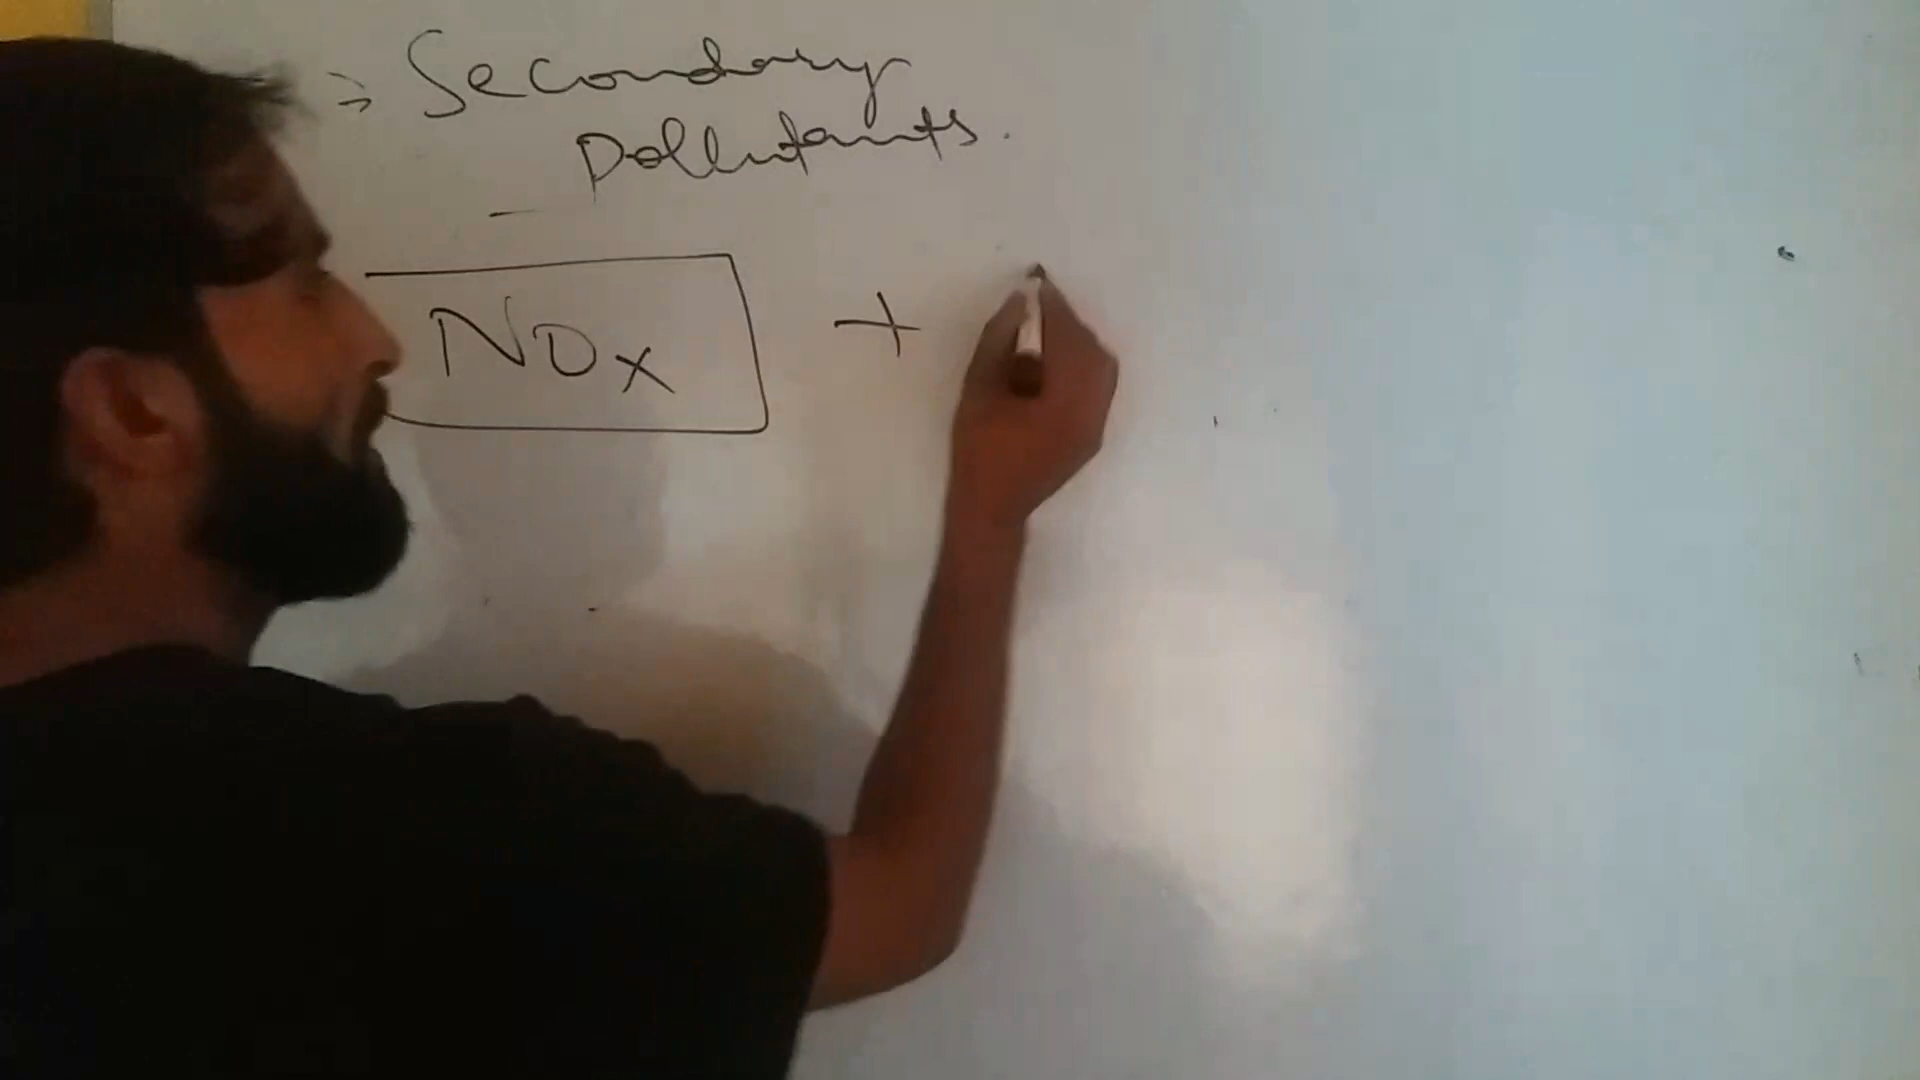 ⇒ Secondary
Pollutants.
NOx +